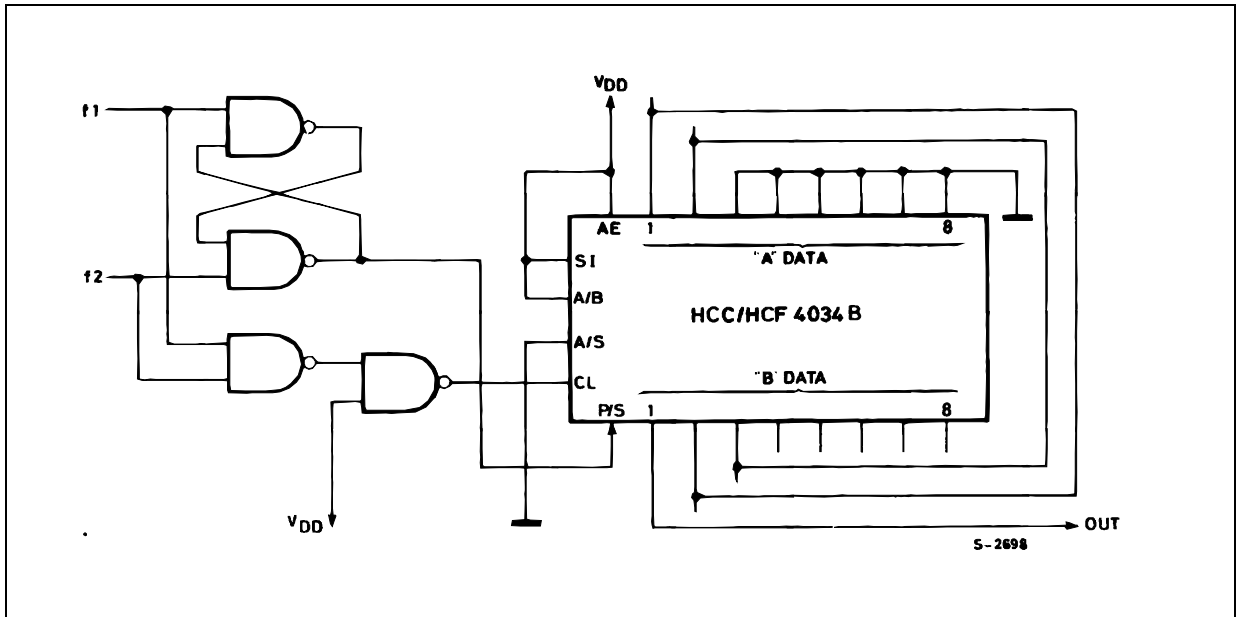 f1
f2
VDD
VDD
AE 1 8
"A" DATA
SI
A/B
HCC/HCF 4034 B
A/S
CL
"B" DATA
P/S 1 8
OUT
S-2698